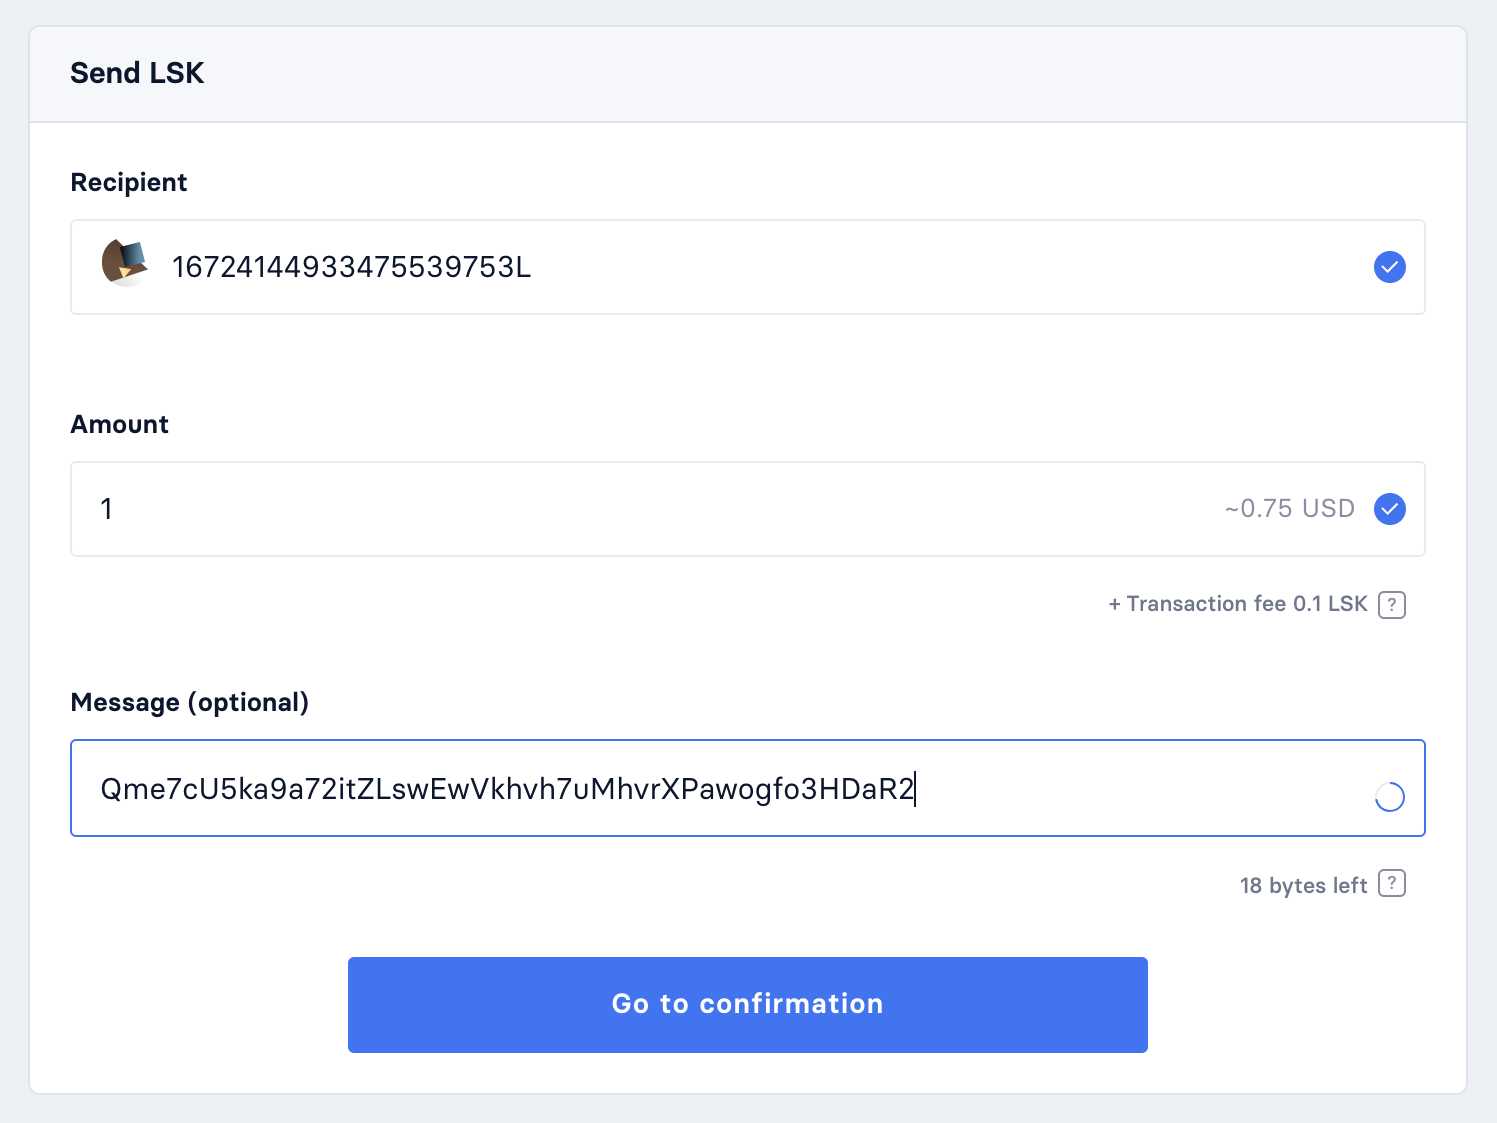 Send LSK
Recipient
16724144933475539753L
Amount
1
~0.75 USD
+ Transaction fee 0.1 LSK ?
Message (optional)
Qme7cU5ka9a72itZLswEwVkhvh7uMhvrXPawogfo3HDaR2
18 bytes left ?
Go to confirmation